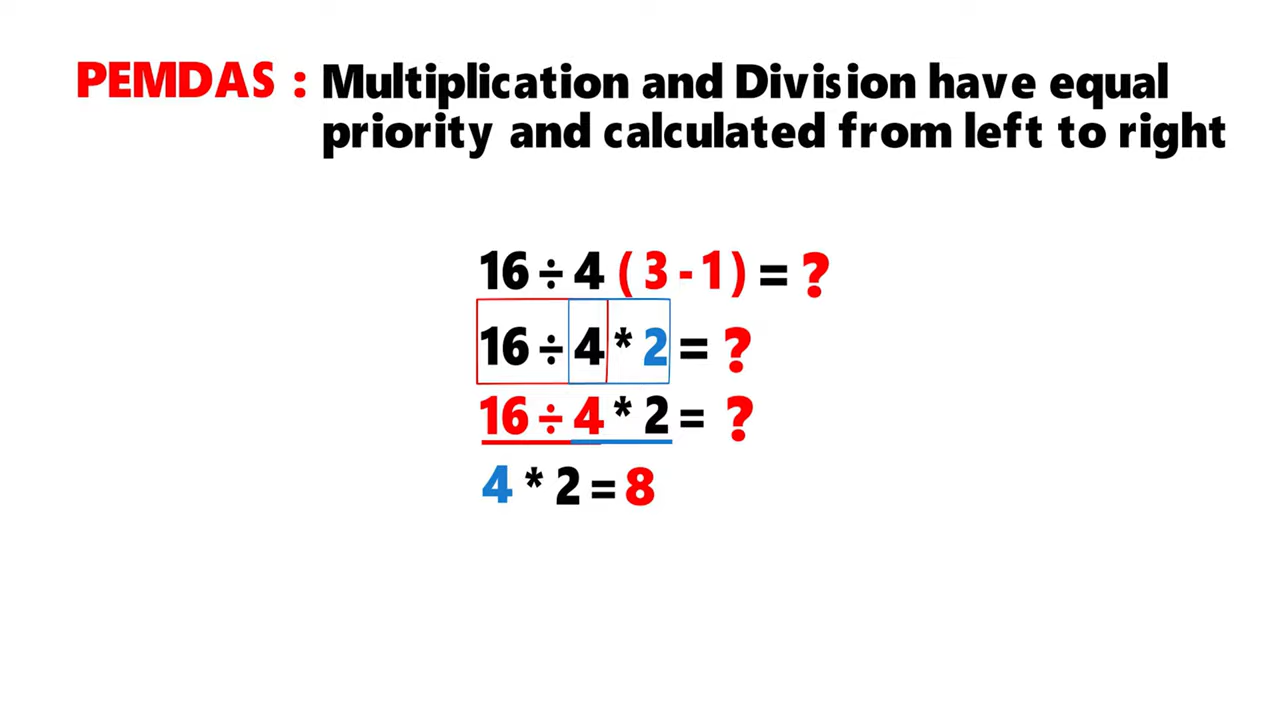 PEMDAS : Multiplication and Division have equal
priority and calculated from left to right
16 ÷ 4 ( 3 - 1 ) = ?
16 ÷ 4 * 2 = ?
16 ÷ 4 * 2 = ?
4 * 2 = 8